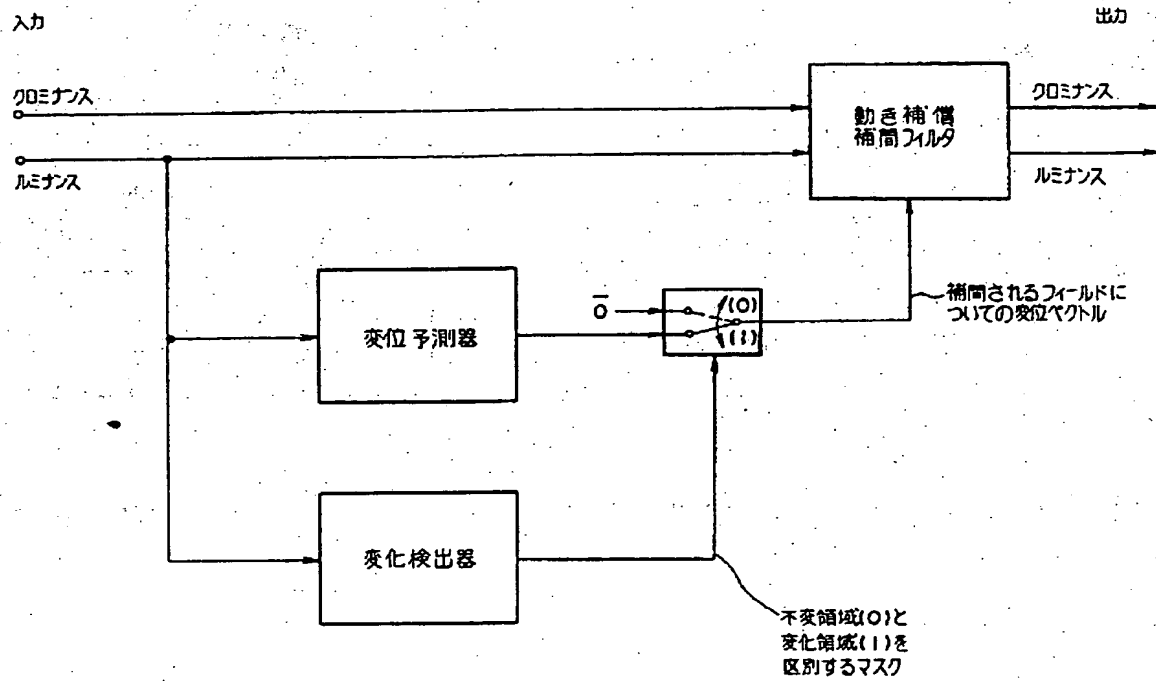 入力
出力
クロミナンス
ルミナンス
動き補償
補間フィルタ
クロミナンス
ルミナンス
変位予測器
0
(0)
(1)
補間されるフィールドに
ついての変位ベクトル
変化検出器
不変領域(0)と
変化領域(1)を
区別するマスク